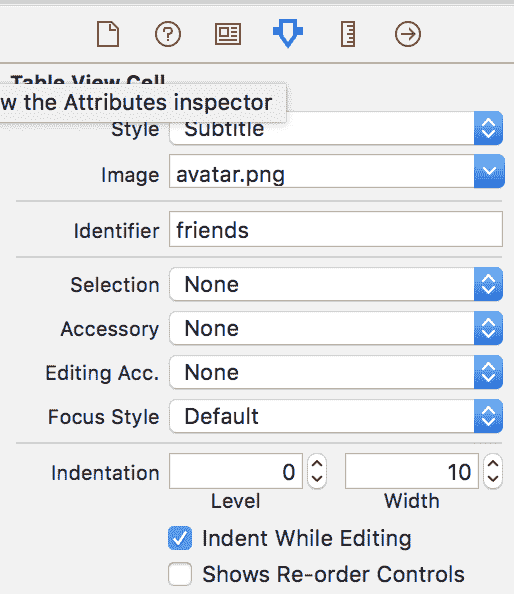 Table View Cell
w the Attributes inspector
Style Subtitle
Image avatar.png
Identifier friends
Selection None
Accessory None
Editing Acc. None
Focus Style Default
Indentation 0 10
Level Width
Indent While Editing
Shows Re-order Controls